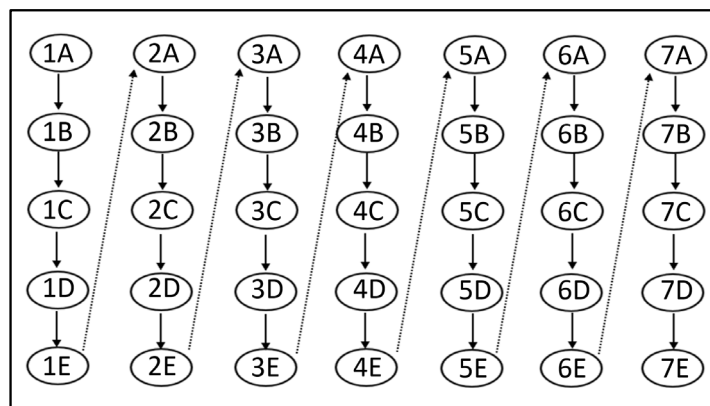 1A 2A 3A 4A 5A 6A 7A
1B 2B 3B 4B 5B 6B 7B
1C 2C 3C 4C 5C 6C 7C
1D 2D 3D 4D 5D 6D 7D
1E 2E 3E 4E 5E 6E 7E